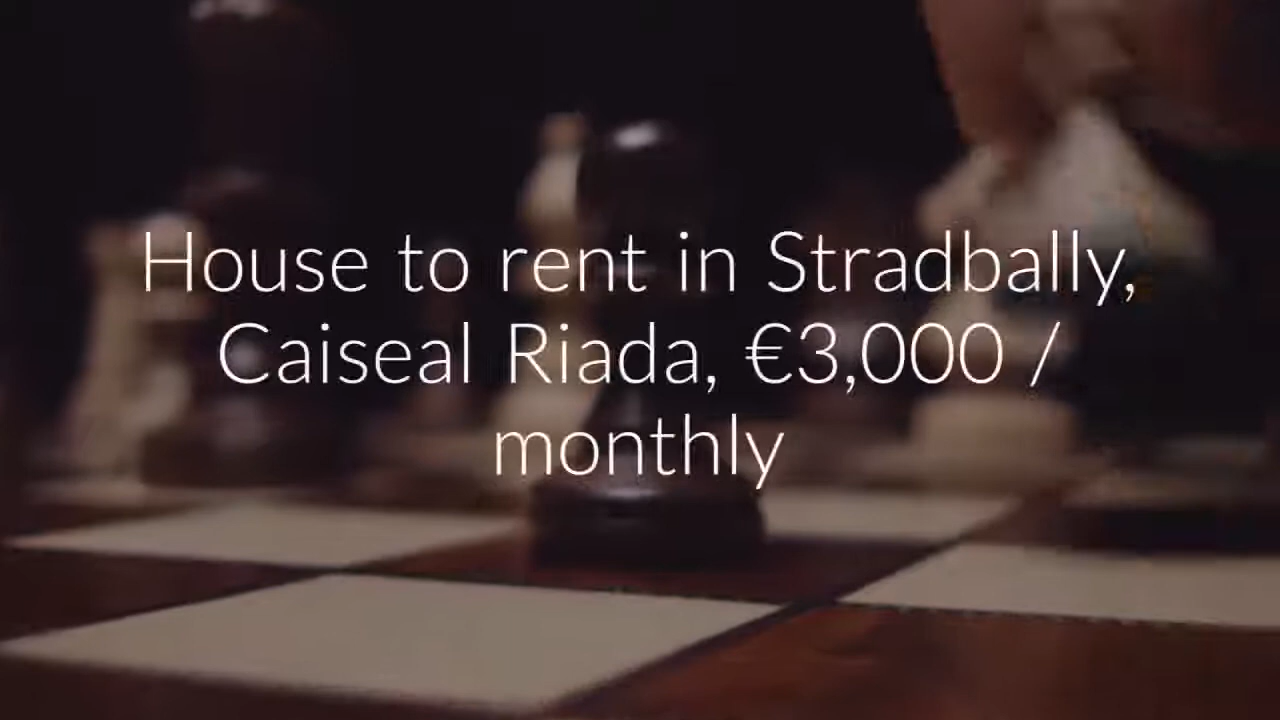 House to rent in Stradbally,
Caiseal Riada, €3,000 /
monthly